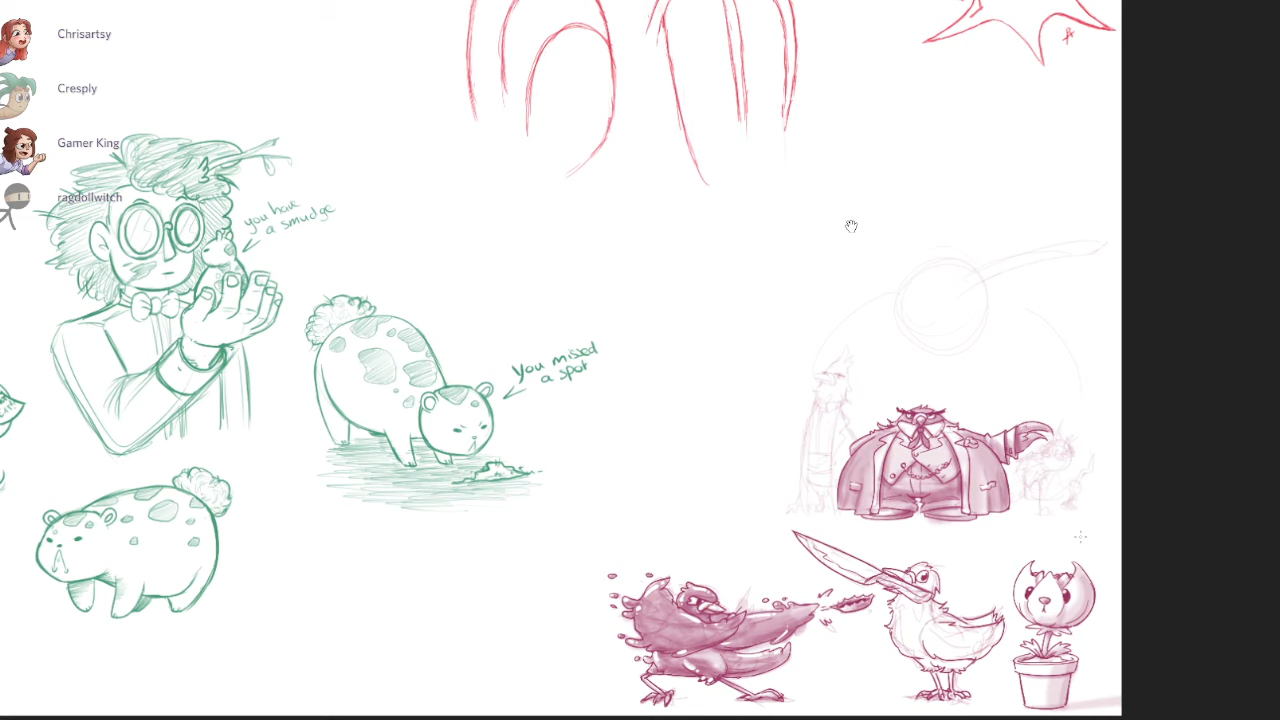 Chrisartsy
Cresply
Gamer King
ragdollwitch
you have
a smudge
You missed
a spot